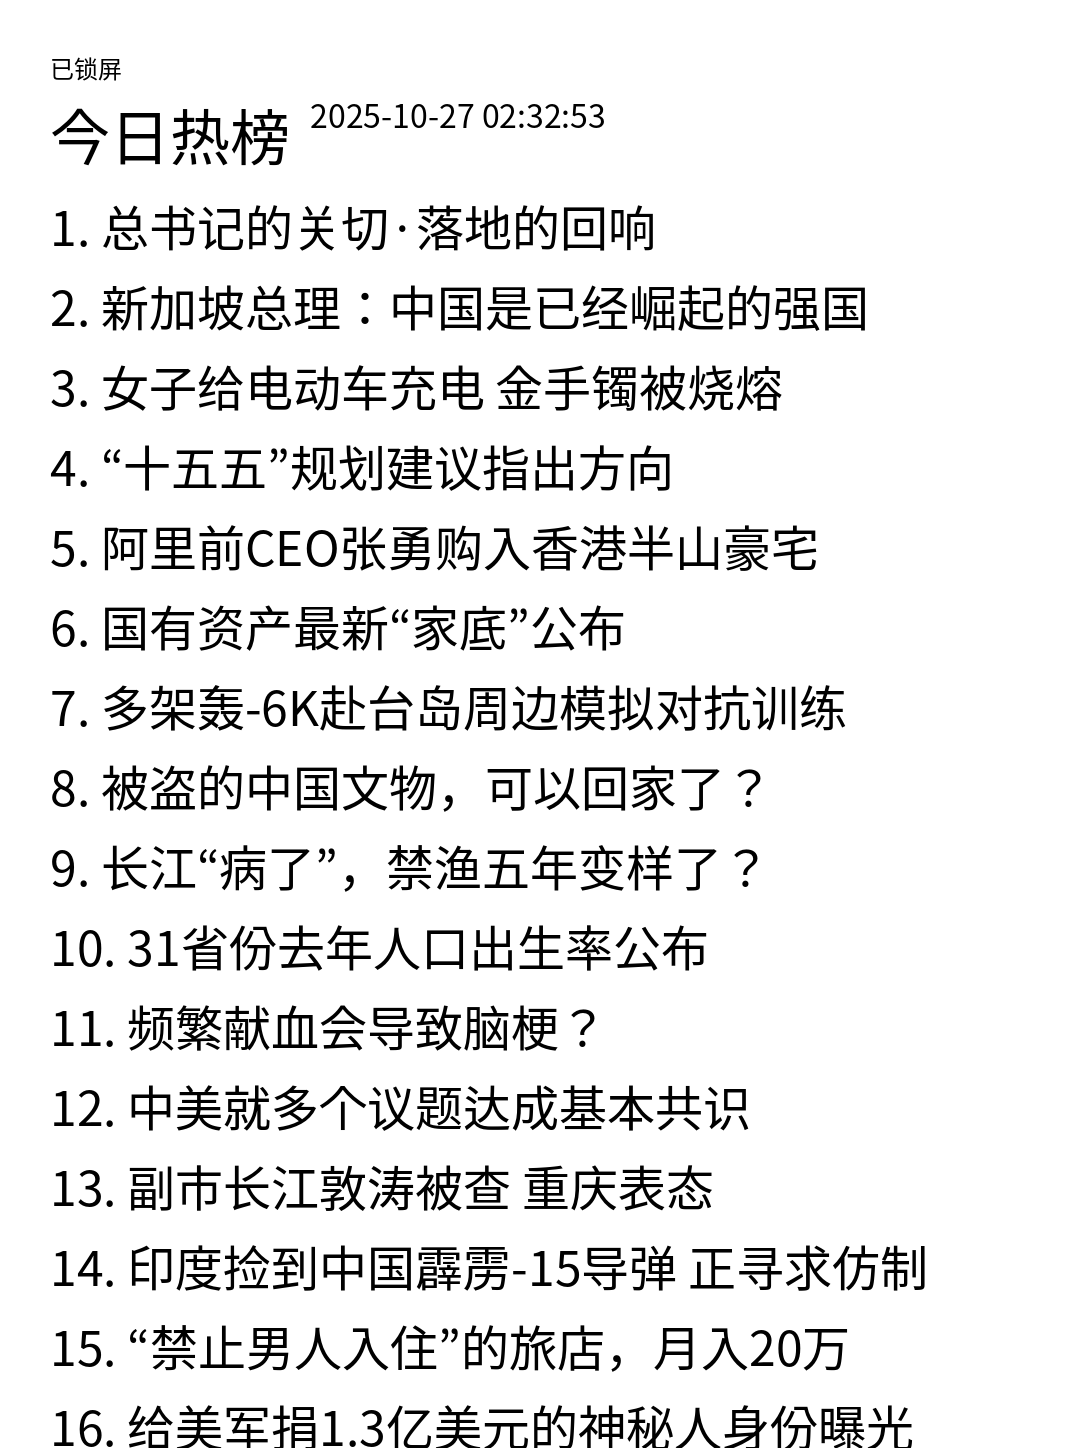 已锁屏
今日热榜 2025-10-27 02:32:53
1. 总书记的关切·落地的回响
2. 新加坡总理：中国是已经崛起的强国
3. 女子给电动车充电 金手镯被烧熔
4. “十五五”规划建议指出方向
5. 阿里前CEO张勇购入香港半山豪宅
6. 国有资产最新“家底”公布
7. 多架轰-6K赴台岛周边模拟对抗训练
8. 被盗的中国文物，可以回家了？
9. 长江“病了”，禁渔五年变样了？
10. 31省份去年人口出生率公布
11. 频繁献血会导致脑梗？
12. 中美就多个议题达成基本共识
13. 副市长江敦涛被查 重庆表态
14. 印度捡到中国霹雳-15导弹 正寻求仿制
15. “禁止男人入住”的旅店，月入20万
16. 给美军捐1.3亿美元的神秘人身份曝光